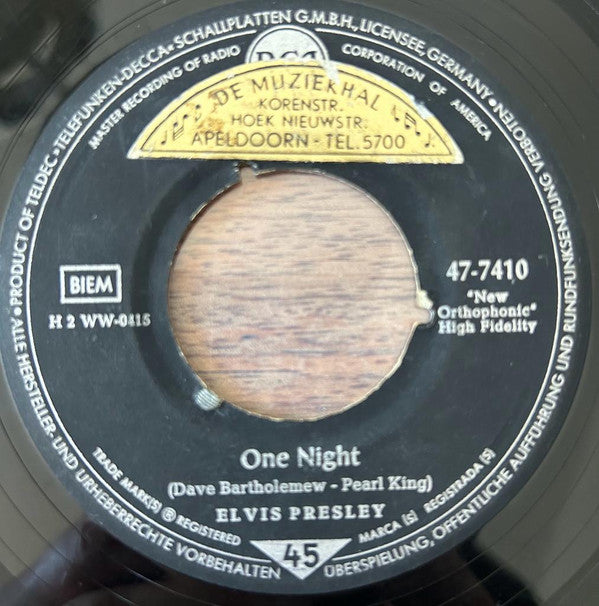 • PRODUCT OF TELDEC • TELEFUNKEN-DECCA • SCHALLPLATTEN G.M.B.H., LICENSEE, GERMANY •
MASTER RECORDING OF RADIO CORPORATION OF AMERICA
RCA
DE MUZIEKHAL
KORENSTR.
HOEK NIEUWSTR.
APELDOORN - TEL. 5700
BIEM
H 2 WW-0415
47-7410
"New
Orthophonic"
High Fidelity
One Night
(Dave Bartholemew - Pearl King)
ELVIS PRESLEY
TRADE MARK(S) ® REGISTERED
MARCA (S) REGISTRADA (S)
45
ALLE HERSTELLER- UND URHEBERRECHTE VORBEHALTEN
ÜBERSPIELUNG, ÖFFENTLICHE AUFFÜHRUNG UND RUNDFUNKSENDUNG VERBOTEN